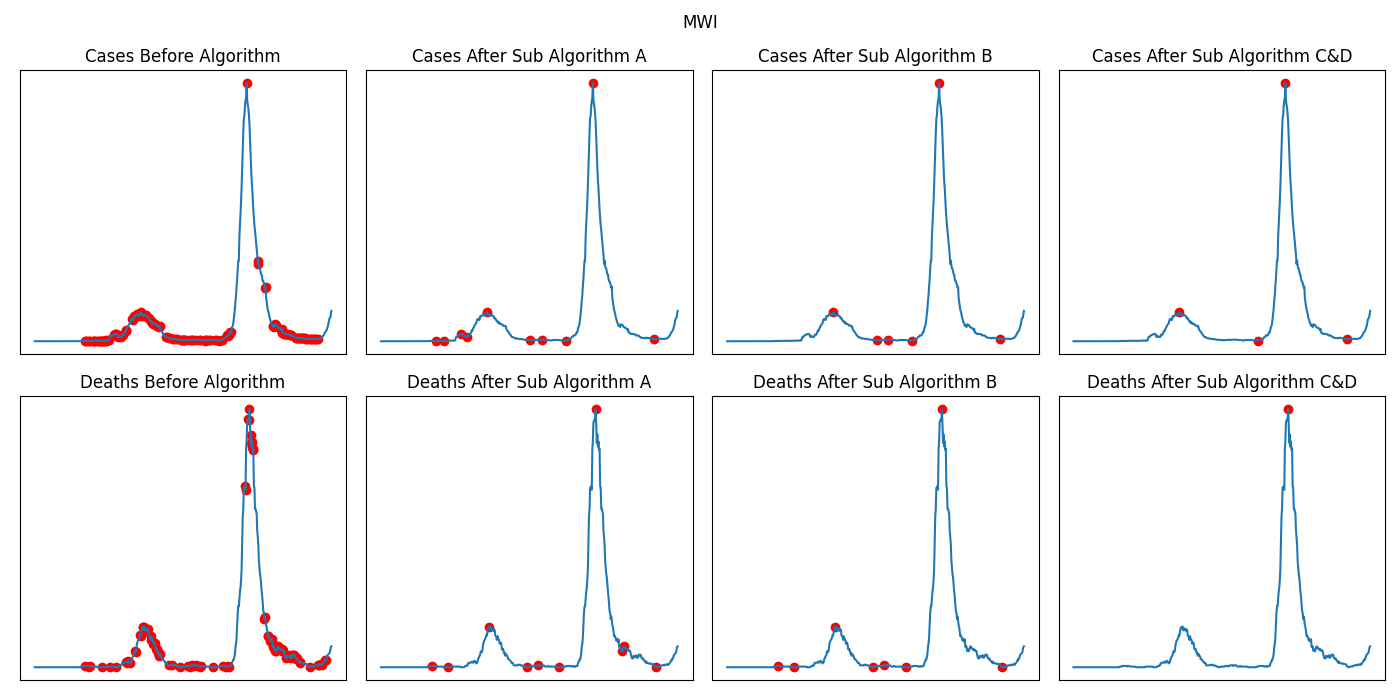 MWI
Cases Before Algorithm
Cases After Sub Algorithm A
Cases After Sub Algorithm B
Cases After Sub Algorithm C&D
Deaths Before Algorithm
Deaths After Sub Algorithm A
Deaths After Sub Algorithm B
Deaths After Sub Algorithm C&D